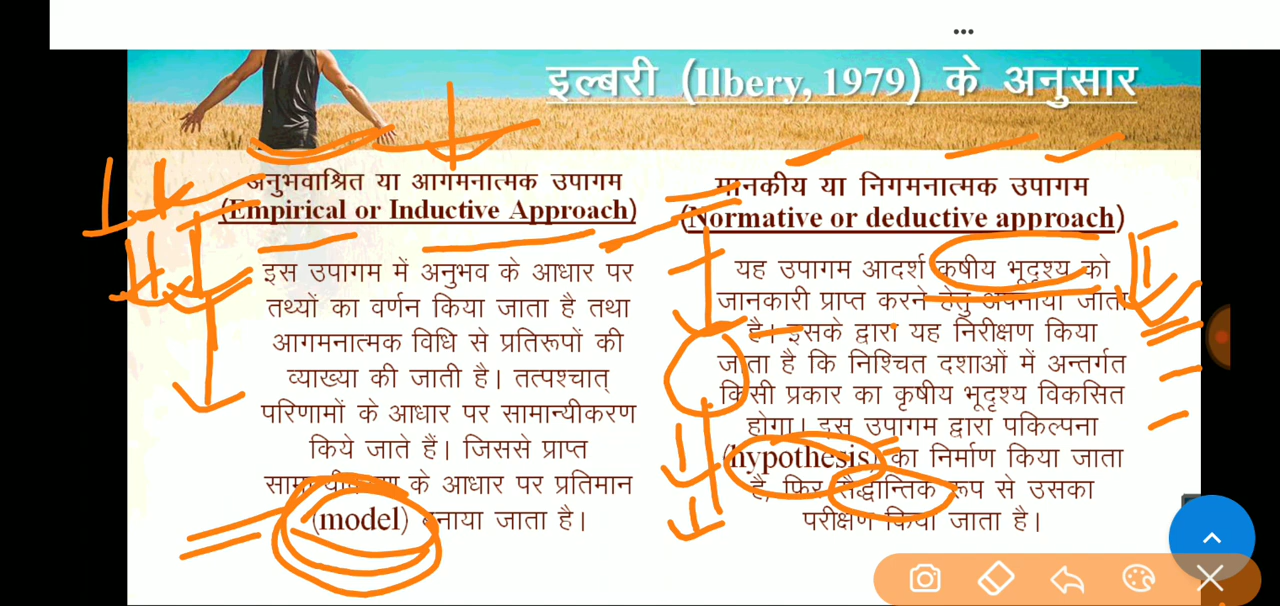 इल्बरी (Ilbery, 1979) के अनुसार
अनुभवाश्रित या आगमनात्मक उपागम
(Empirical or Inductive Approach)
इस उपागम में अनुभव के आधार पर
तथ्यों का वर्णन किया जाता है तथा
आगमनात्मक विधि से प्रतिरूपों की
व्याख्या की जाती है। तत्पश्चात्
परिणामों के आधार पर सामान्यीकरण
किये जाते हैं। जिससे प्राप्त
के आधार पर प्रतिमान
(model) बनाया जाता है।
मानकीय या निगमनात्मक उपागम
(Normative or deductive approach)
यह उपागम आदर्श कृषीय भूदृश्य को
जानकारी प्राप्त करने हेतु अपनाया जाता
है। इसके द्वारा यह निरीक्षण किया
जाता है कि निश्चित दशाओं में अन्तर्गत
किसी प्रकार का कृषीय भूदृश्य विकसित
होगा। इस उपागम द्वारा पकिल्पना
(hypothesis) का निर्माण किया जाता
है, फिर सैद्धान्तिक रूप से उसका
परीक्षण किया जाता है।